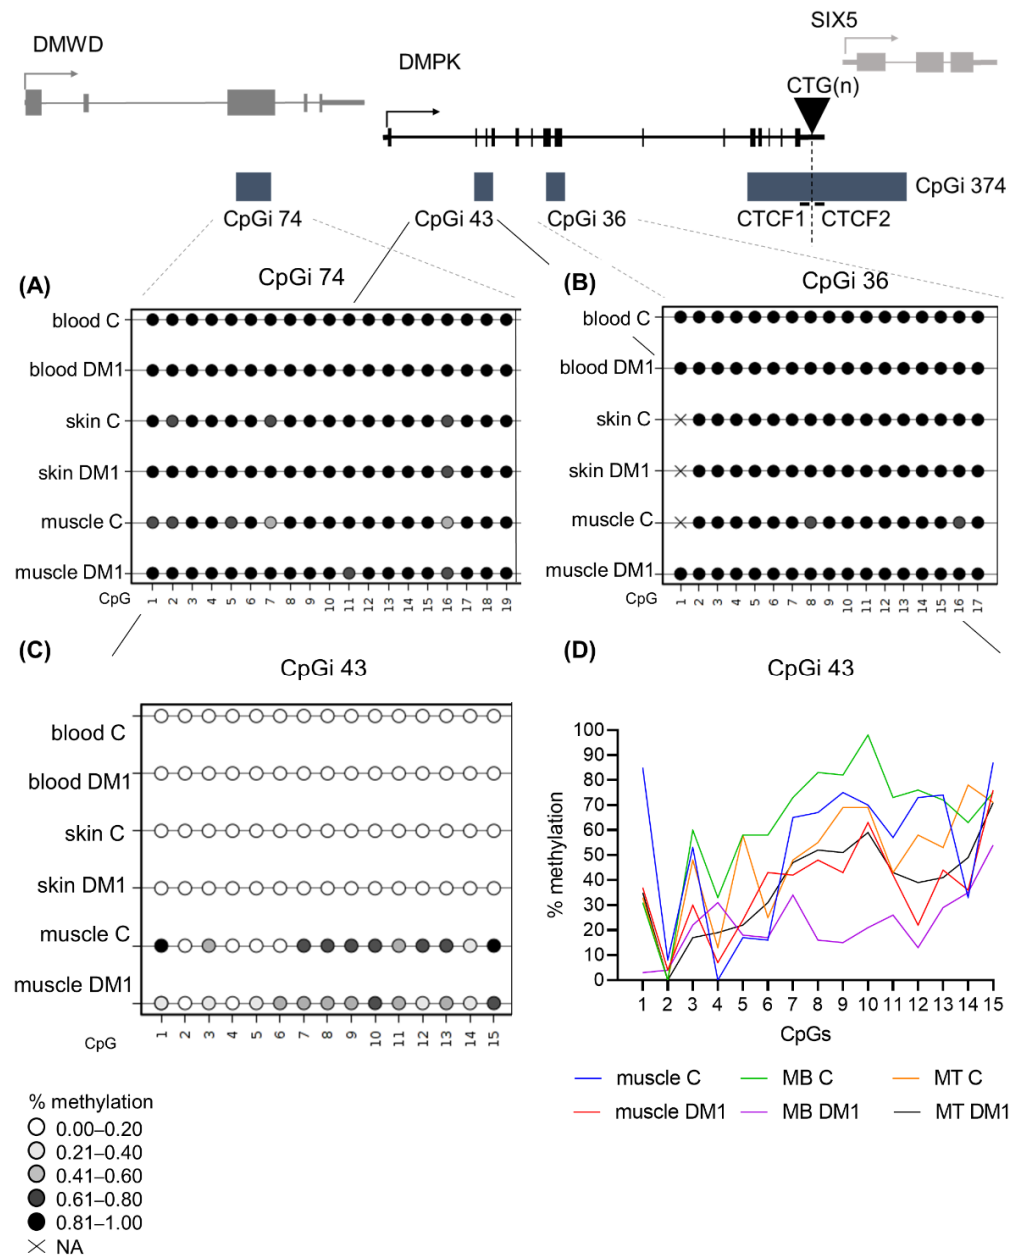 SIX5
DMWD
DMPK
CTG(n)
CpGi 374
CpGi 74
CpGi 43
CpGi 36
CTCF1
CTCF2
(A)
CpGi 74
(B)
CpGi 36
blood C
blood DM1
skin C
skin DM1
muscle C
muscle DM1
CpG
1 2 3 4 5 6 7 8 9 10 11 12 13 14 15 16 17 18 19
blood C
blood DM1
skin C
skin DM1
muscle C
muscle DM1
CpG
1 2 3 4 5 6 7 8 9 10 11 12 13 14 15 16 17
(C)
CpGi 43
blood C
blood DM1
skin C
skin DM1
muscle C
muscle DM1
CpG
1 2 3 4 5 6 7 8 9 10 11 12 13 14 15
(D)
CpGi 43
% methylation
100
90
80
70
60
50
40
30
20
10
0
1 2 3 4 5 6 7 8 9 10 11 12 13 14 15
CpGs
muscle C MB C MT C
muscle DM1 MB DM1 MT DM1
% methylation
0.00–0.20
0.21–0.40
0.41–0.60
0.61–0.80
0.81–1.00
NA